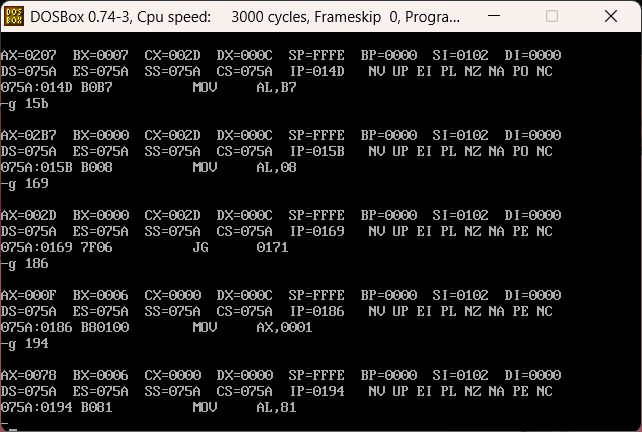 DOS BOX
DOSBox 0.74-3, Cpu speed: 3000 cycles, Frameskip 0, Progra...
AX=0207 BX=0007 CX=002D DX=000C SP=FFFE BP=0000 SI=0102 DI=0000
DS=075A ES=075A SS=075A CS=075A IP=014D NV UP EI PL NZ NA PO NC
075A:014D B0B7 MOV AL,B7
-g 15b
AX=02B7 BX=0000 CX=002D DX=000C SP=FFFE BP=0000 SI=0102 DI=0000
DS=075A ES=075A SS=075A CS=075A IP=015B NV UP EI PL NZ NA PO NC
075A:015B B008 MOV AL,08
-g 169
AX=002D BX=0000 CX=002D DX=000C SP=FFFE BP=0000 SI=0102 DI=0000
DS=075A ES=075A SS=075A CS=075A IP=0169 NV UP EI PL NZ NA PE NC
075A:0169 7F06 JG 0171
-g 186
AX=000F BX=0006 CX=0000 DX=000C SP=FFFE BP=0000 SI=0102 DI=0000
DS=075A ES=075A SS=075A CS=075A IP=0186 NV UP EI PL NZ NA PE NC
075A:0186 B80100 MOV AX,0001
-g 194
AX=0078 BX=0006 CX=0000 DX=000C SP=FFFE BP=0000 SI=0102 DI=0000
DS=075A ES=075A SS=075A CS=075A IP=0194 NV UP EI PL NZ NA PE NC
075A:0194 B081 MOV AL,81
-_